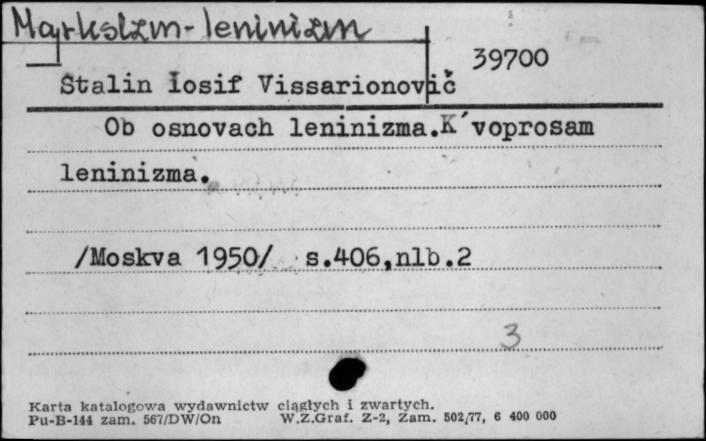 Marksizm-leninizm
39700
Stalin Iosif Vissarionovič
Ob osnovach leninizma.K voprosam
leninizma.
/Moskva 1950/ s.406,nlb.2
3
Karta katalogowa wydawnictw ciągłych i zwartych.
Pu-B-144 zam. 567/DW/On W.Z.Graf. Z-2, Zam. 502/77, 6 400 000